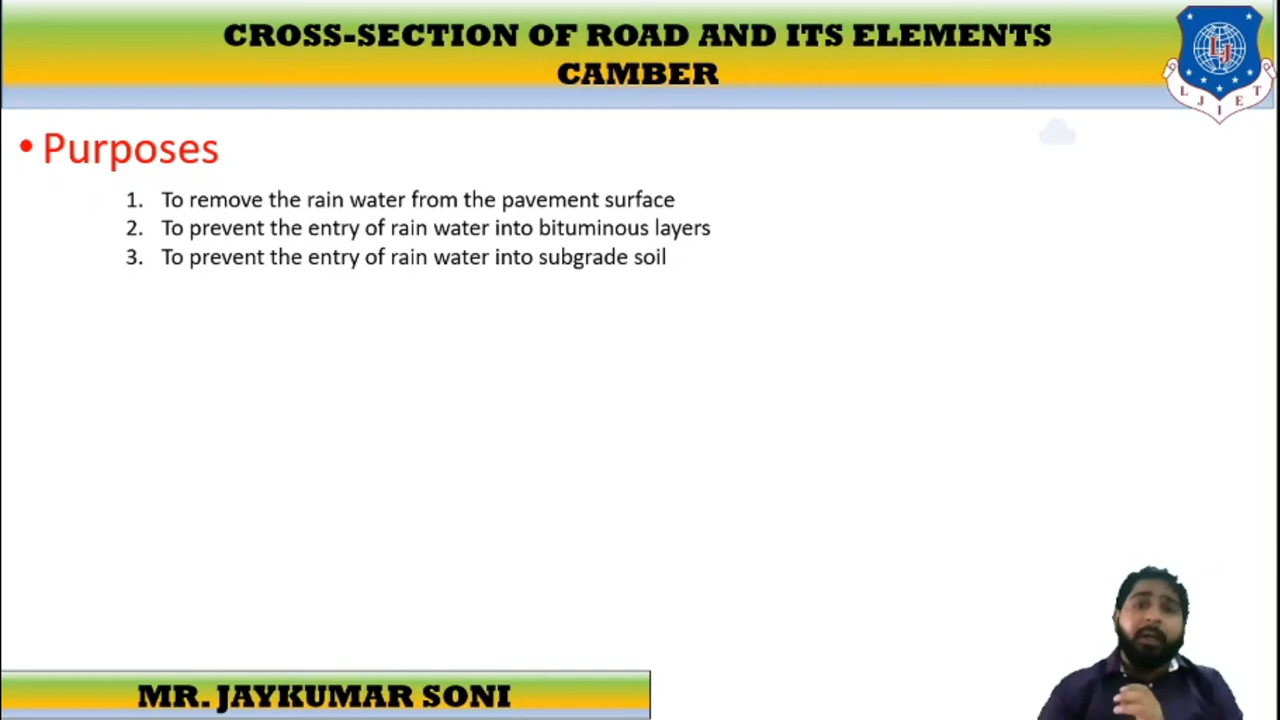 CROSS-SECTION OF ROAD AND ITS ELEMENTS
CAMBER
LJ
L J I E T
• Purposes
1. To remove the rain water from the pavement surface
2. To prevent the entry of rain water into bituminous layers
3. To prevent the entry of rain water into subgrade soil
MR. JAYKUMAR SONI